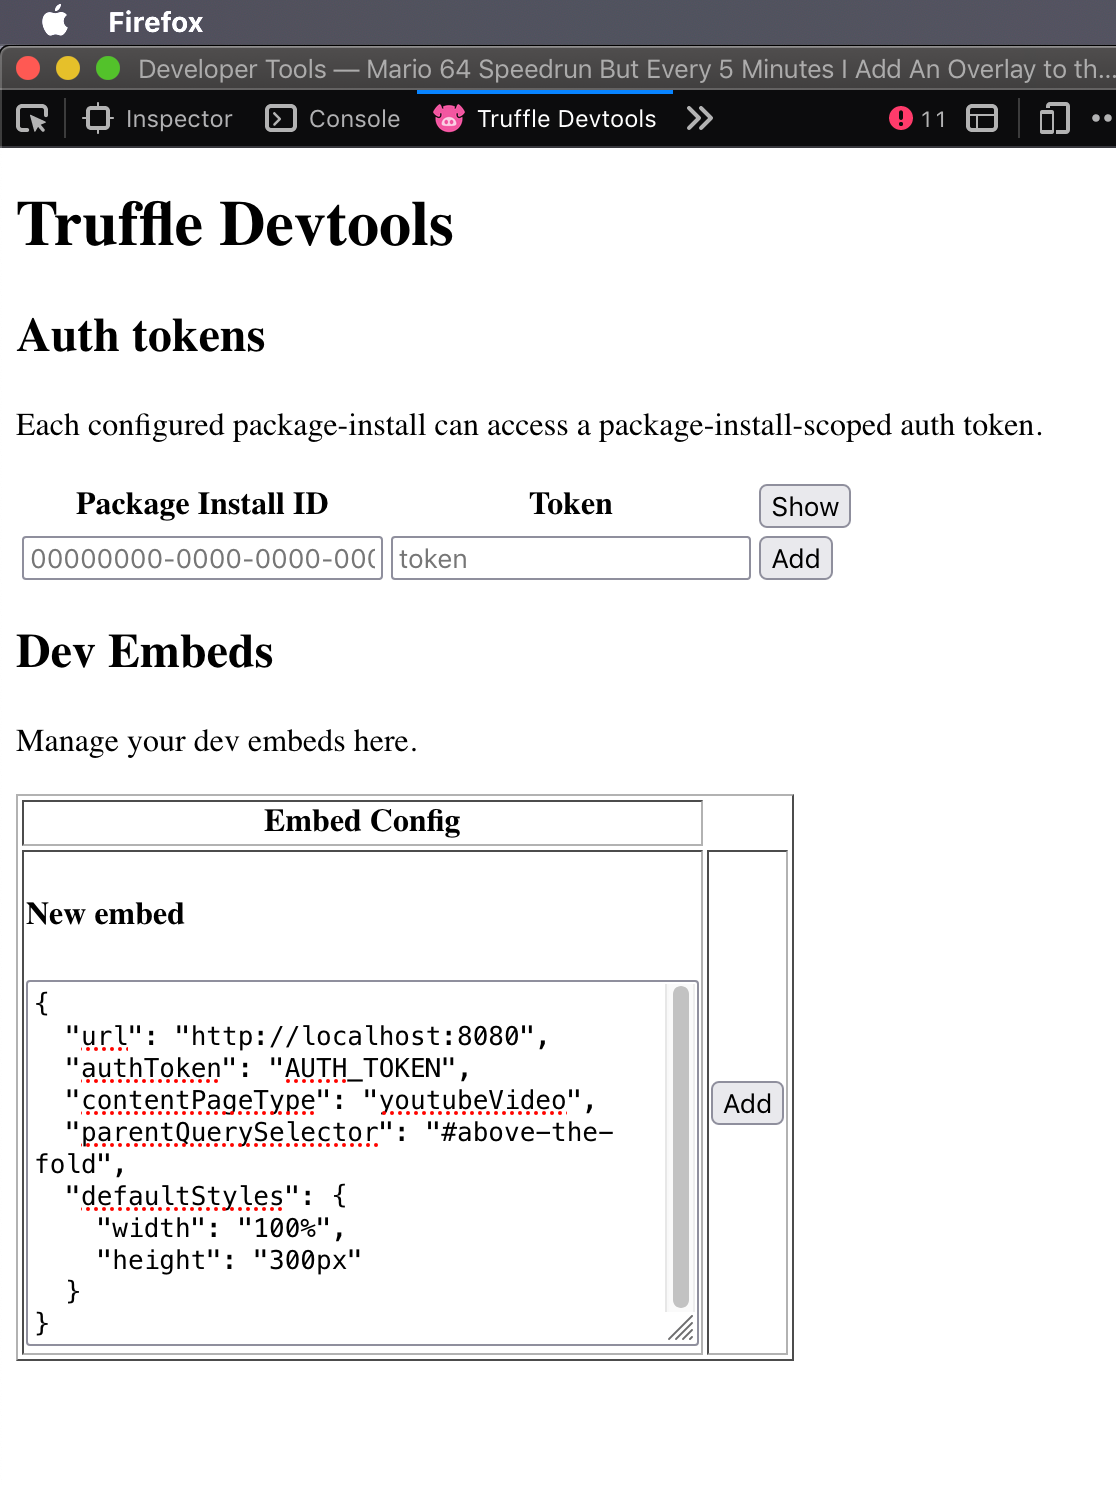 Firefox
Developer Tools — Mario 64 Speedrun But Every 5 Minutes I Add An Overlay to th...
Inspector Console Truffle Devtools 11
Truffle Devtools
Auth tokens
Each configured package-install can access a package-install-scoped auth token.
Package Install ID Token Show
00000000-0000-0000-000 token Add
Dev Embeds
Manage your dev embeds here.
Embed Config
New embed
{
  "url": "http://localhost:8080",
  "authToken": "AUTH_TOKEN",
  "contentPageType": "youtubeVideo",
  "parentQuerySelector": "#above-the-
fold",
  "defaultStyles": {
    "width": "100%",
    "height": "300px"
  }
}
Add